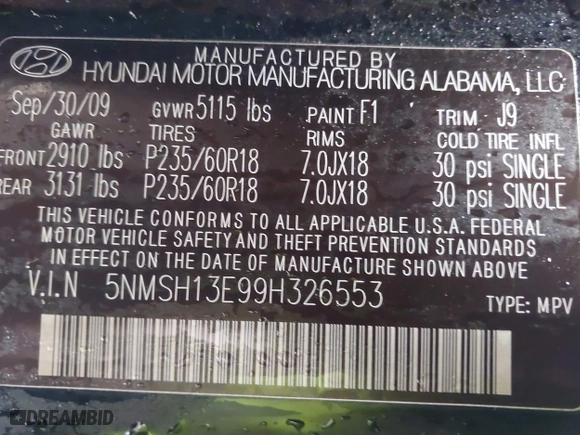 MANUFACTURED BY
HYUNDAI MOTOR MANUFACTURING ALABAMA, LLC
Sep/30/09 GVWR 5115 lbs PAINT F1 TRIM J9
GAWR TIRES RIMS COLD TIRE INFL
FRONT 2910 lbs P235/60R18 7.0JX18 30 psi SINGLE
REAR 3131 lbs P235/60R18 7.0JX18 30 psi SINGLE
THIS VEHICLE CONFORMS TO ALL APPLICABLE U.S.A. FEDERAL
MOTOR VEHICLE SAFETY AND THEFT PREVENTION STANDARDS
IN EFFECT ON THE DATE OF MANUFACTURE SHOWN ABOVE
V.I.N 5NMSH13E99H326553 TYPE: MPV
DREAMBID